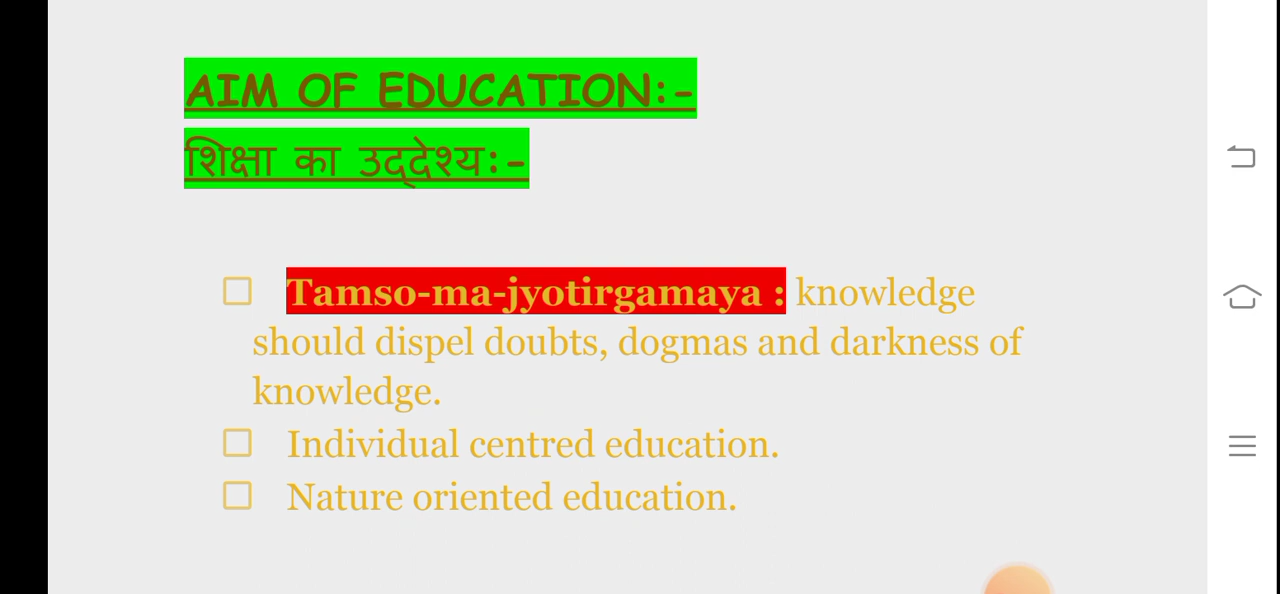 AIM OF EDUCATION:-
शिक्षा का उद्देश्य:-
Tamso-ma-jyotirgamaya : knowledge
should dispel doubts, dogmas and darkness of
knowledge.
Individual centred education.
Nature oriented education.